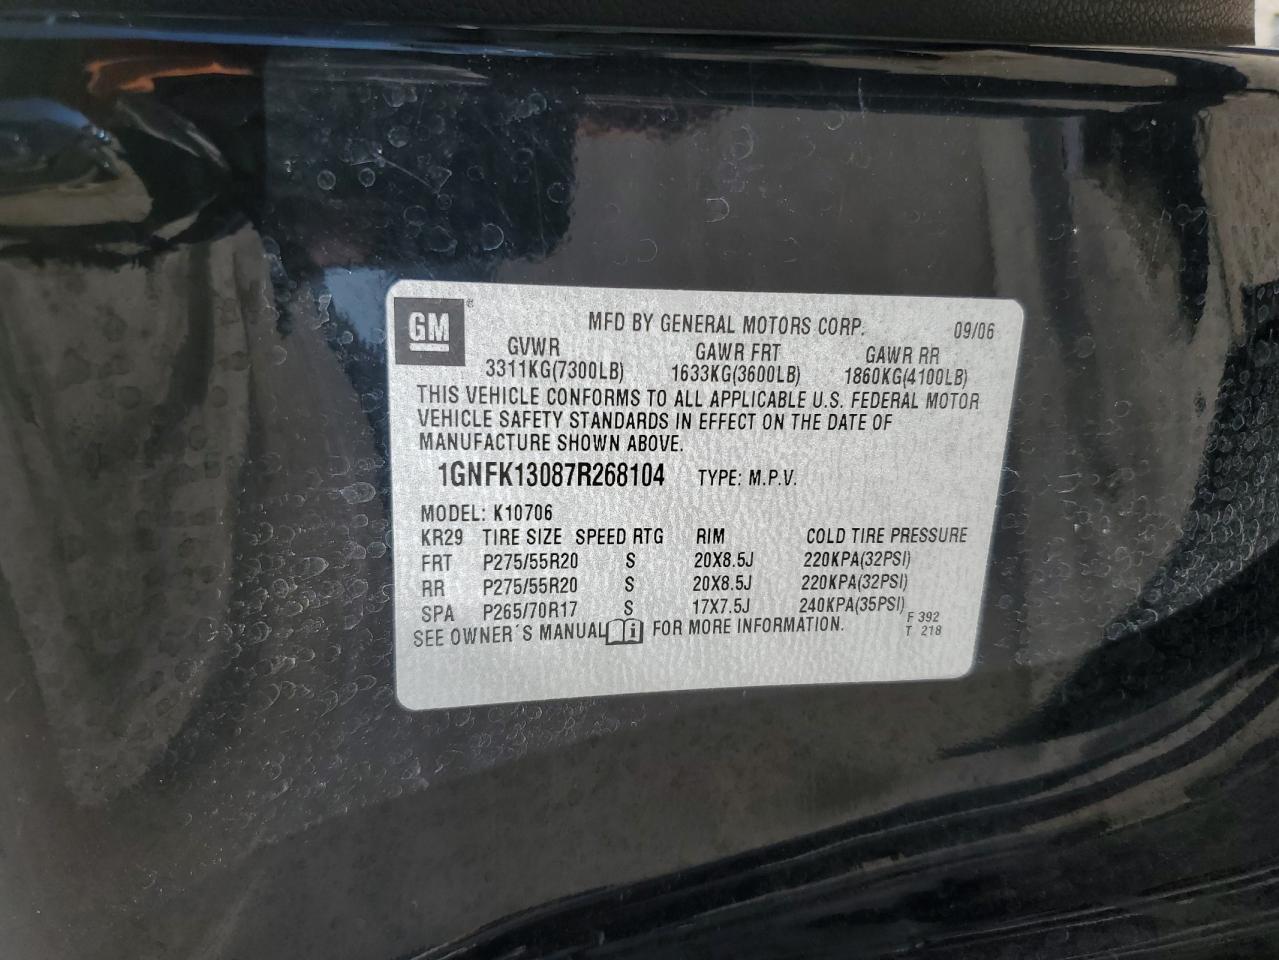 GM ®
MFD BY GENERAL MOTORS CORP. 09/06
GVWR GAWR FRT GAWR RR
3311KG(7300LB) 1633KG(3600LB) 1860KG(4100LB)
THIS VEHICLE CONFORMS TO ALL APPLICABLE U.S. FEDERAL MOTOR
VEHICLE SAFETY STANDARDS IN EFFECT ON THE DATE OF
MANUFACTURE SHOWN ABOVE.
1GNFK13087R268104 TYPE: M.P.V.
MODEL: K10706
KR29 TIRE SIZE SPEED RTG RIM COLD TIRE PRESSURE
FRT P275/55R20 S 20X8.5J 220KPA(32PSI)
RR P275/55R20 S 20X8.5J 220KPA(32PSI)
SPA P265/70R17 S 17X7.5J 240KPA(35PSI)
F 392
SEE OWNER´S MANUAL i FOR MORE INFORMATION. T 218